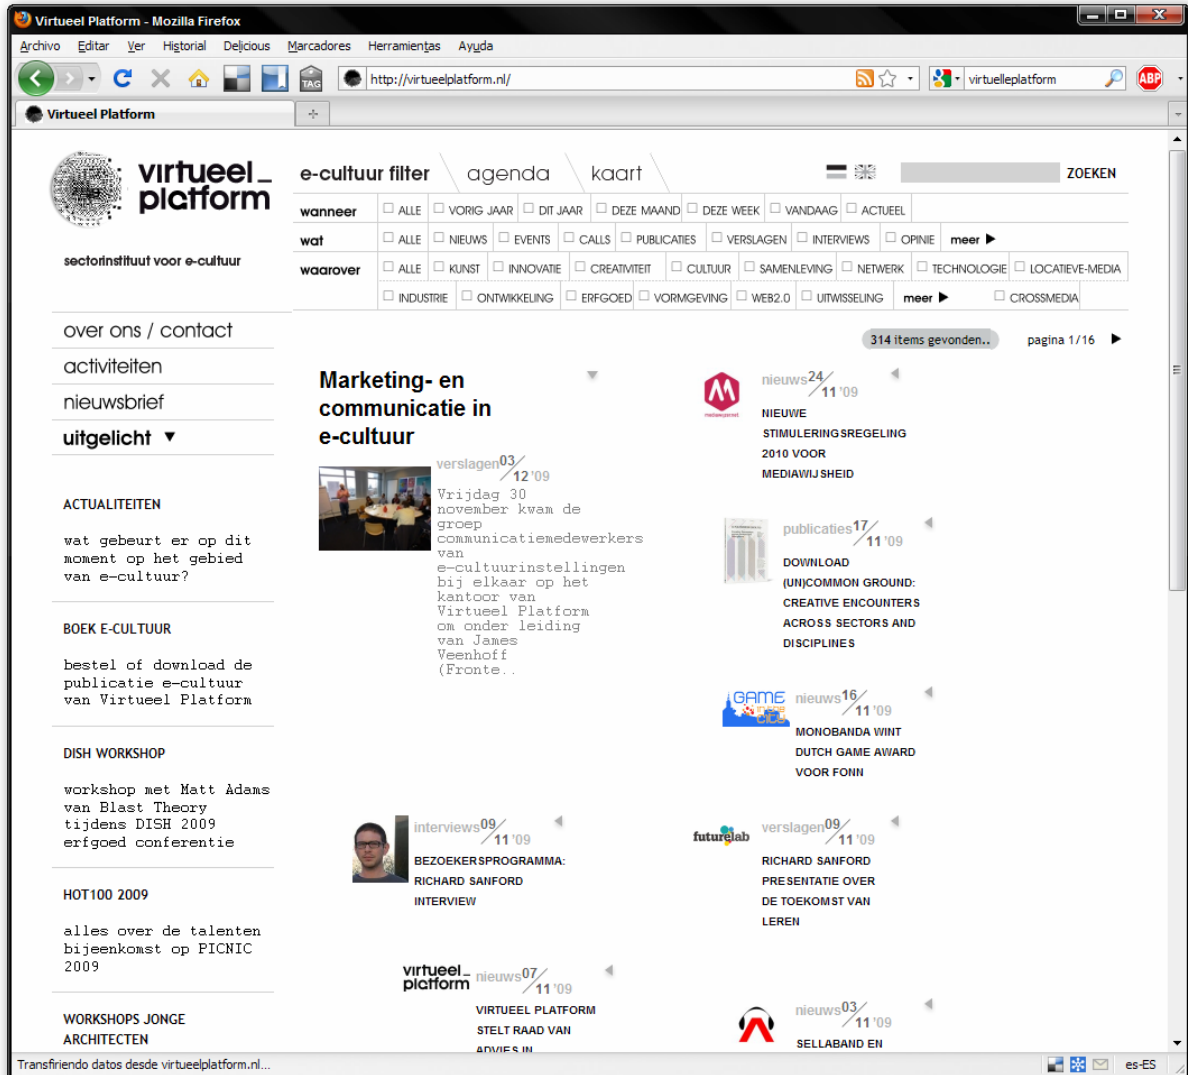 Virtueel Platform - Mozilla Firefox
Archivo Editar Ver Historial Delicious Marcadores Herramientas Ayuda
TAG http://virtueelplatform.nl/ virtuelleplatform ABP
Virtueel Platform
virtueel_
platform
sectorinstituut voor e-cultuur
e-cultuur filter agenda kaart ZOEKEN
wanneer ALLE VORIG JAAR DIT JAAR DEZE MAAND DEZE WEEK VANDAAG ACTUEEL
wat ALLE NIEUWS EVENTS CALLS PUBLICATIES VERSLAGEN INTERVIEWS OPINIE meer ▶
waarover ALLE KUNST INNOVATIE CREATIVITEIT CULTUUR SAMENLEVING NETWERK TECHNOLOGIE LOCATIEVE-MEDIA
INDUSTRIE ONTWIKKELING ERFGOED VORMGEVING WEB2.0 UITWISSELING meer ▶ CROSSMEDIA
314 items gevonden.. pagina 1/16 ▶
over ons / contact
activiteiten
nieuwsbrief
uitgelicht ▼
ACTUALITEITEN
wat gebeurt er op dit
moment op het gebied
van e-cultuur?
BOEK E-CULTUUR
bestel of download de
publicatie e-cultuur
van Virtueel Platform
DISH WORKSHOP
workshop met Matt Adams
van Blast Theory
tijdens DISH 2009
erfgoed conferentie
HOT100 2009
alles over de talenten
bijeenkomst op PICNIC
2009
WORKSHOPS JONGE
ARCHITECTEN
Marketing- en
communicatie in
e-cultuur
verslagen 03/12 '09
Vrijdag 30
november kwam de
groep
communicatiemedewerkers
van
e-cultuurinstellingen
bij elkaar op het
kantoor van
Virtueel Platform
om onder leiding
van James
Veenhoff
(Fronte..
nieuws 24/11 '09
NIEUWE
STIMULERINGSREGELING
2010 VOOR
MEDIAWIJSHEID
publicaties 17/11 '09
DOWNLOAD
(UN)COMMON GROUND:
CREATIVE ENCOUNTERS
ACROSS SECTORS AND
DISCIPLINES
GAME
IN THE
CITY
nieuws 16/11 '09
MONOBANDA WINT
DUTCH GAME AWARD
VOOR FONN
interviews 09/11 '09
BEZOEKERSPROGRAMMA:
RICHARD SANFORD
INTERVIEW
futurelab
verslagen 09/11 '09
RICHARD SANFORD
PRESENTATIE OVER
DE TOEKOMST VAN
LEREN
virtueel_
platform
nieuws 07/11 '09
VIRTUEEL PLATFORM
STELT RAAD VAN
ADVIES IN
nieuws 03/11 '09
SELLABAND EN
Transfiriendo datos desde virtueelplatform.nl... es-ES